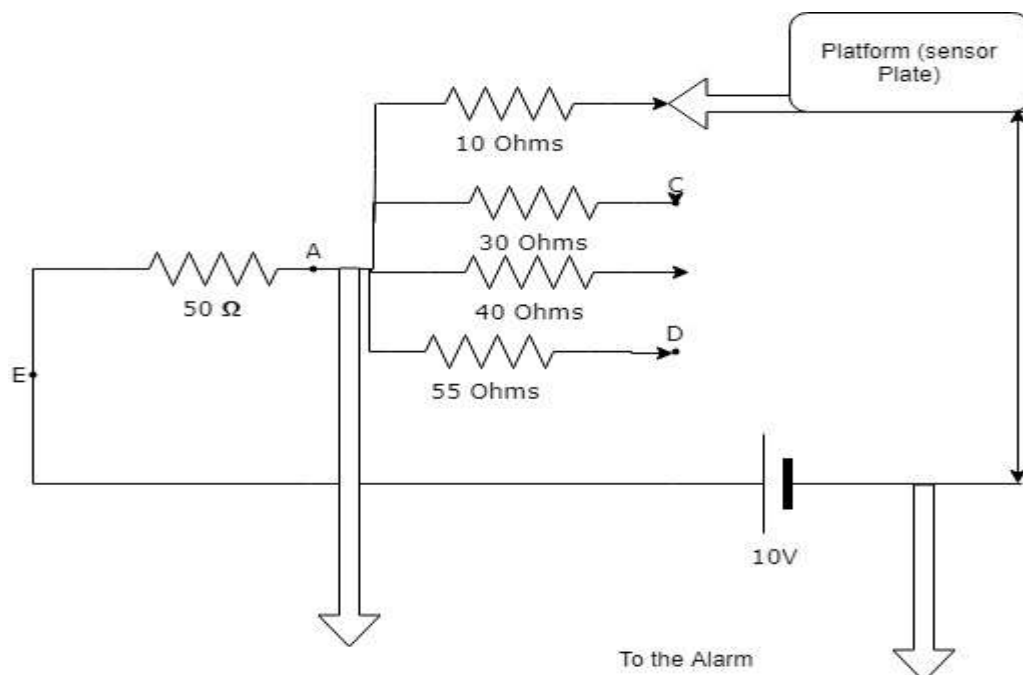 Platform (sensor
Plate)
10 Ohms
C
30 Ohms
A
50 Ω
40 Ohms
D
E
55 Ohms
10V
To the Alarm